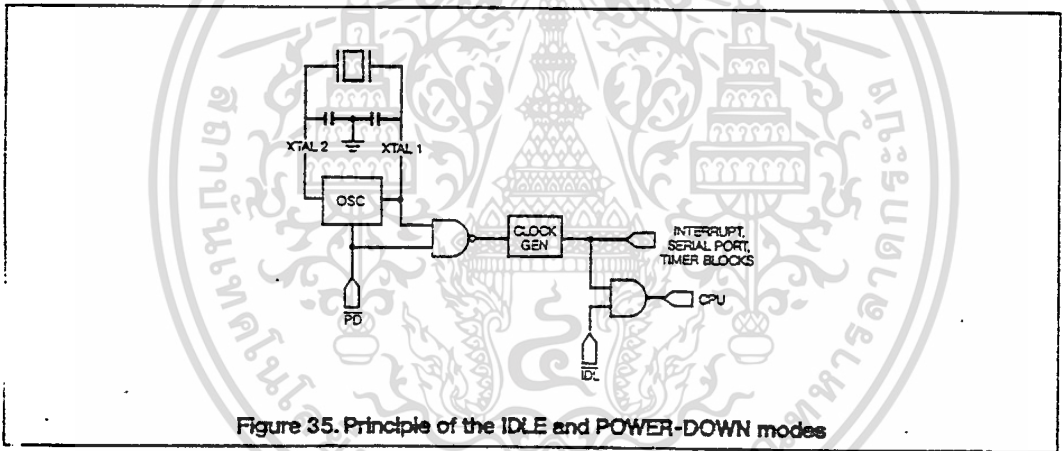 XTAL 2
XTAL 1
OSC
CLOCK
GEN
INTERRUPT,
SERIAL PORT,
TIMER BLOCKS
CPU
PD
IDL
Figure 35. Principle of the IDLE and POWER-DOWN modes